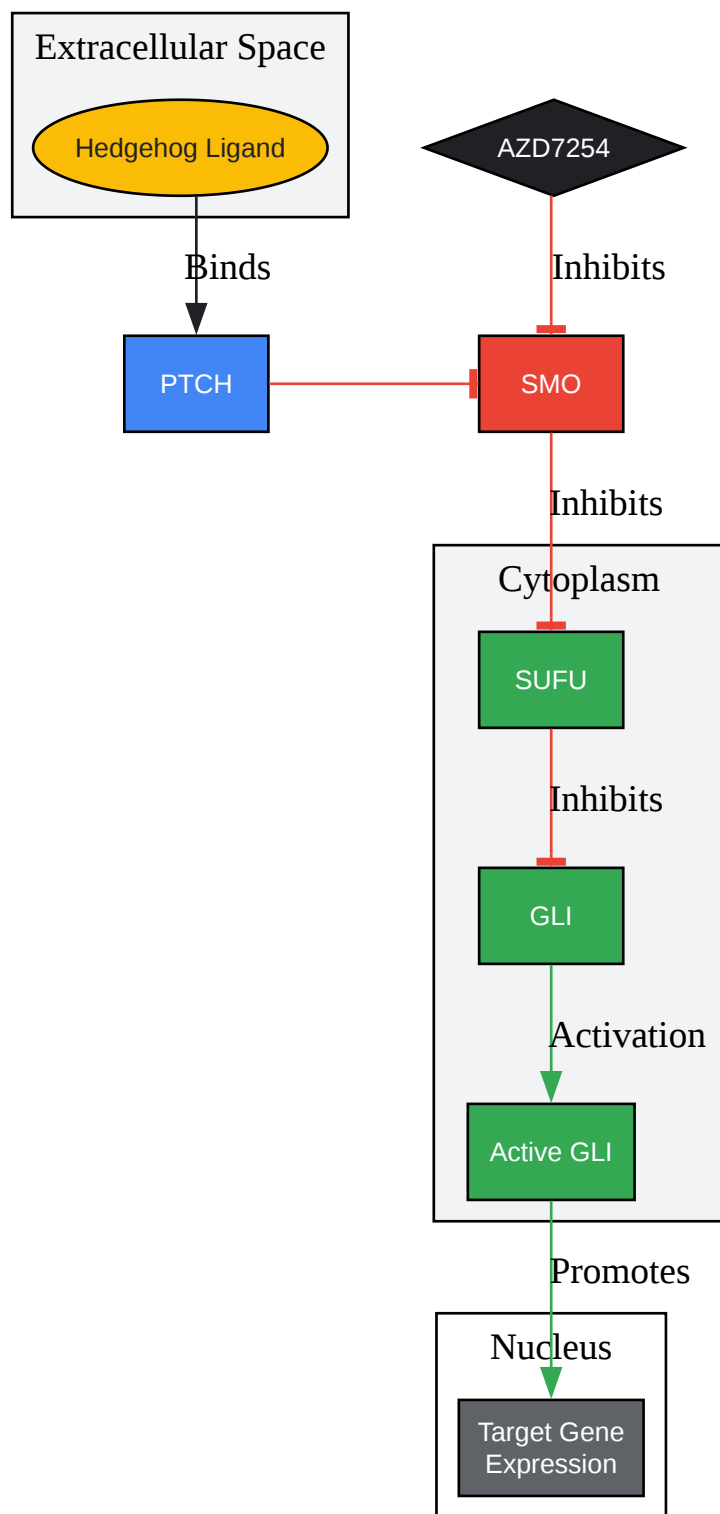 Extracellular Space
Hedgehog Ligand
AZD7254
Binds
Inhibits
PTCH
SMO
Inhibits
Cytoplasm
SUFU
Inhibits
GLI
Activation
Active GLI
Promotes
Nucleus
Target Gene
Expression